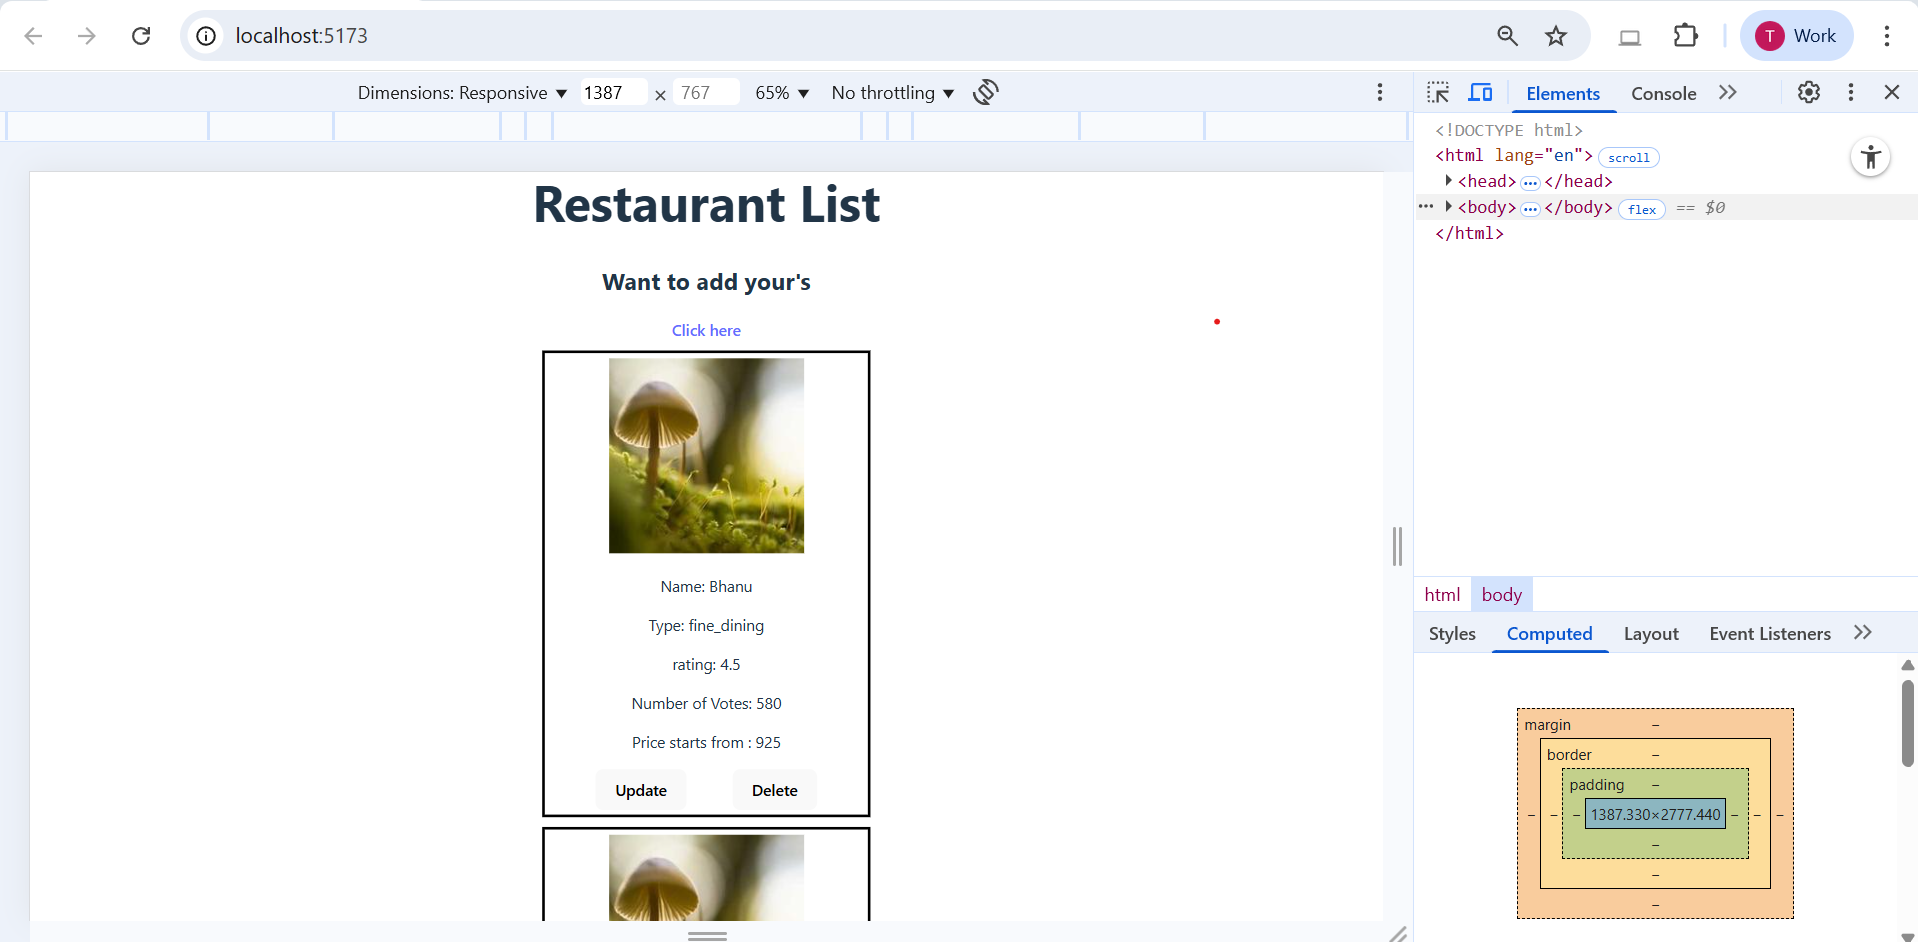 localhost:5173
T Work
Dimensions: Responsive 1387 × 767 65% No throttling
Elements Console
<!DOCTYPE html>
<html lang="en"> scroll
<head> ••• </head>
••• <body> ••• </body> flex == $0
</html>
Restaurant List
Want to add your's
Click here
Name: Bhanu
Type: fine_dining
rating: 4.5
Number of Votes: 580
Price starts from : 925
Update Delete
html body
Styles Computed Layout Event Listeners
margin –
border –
padding –
– – – 1387.330×2777.440 – – –
–
–
–